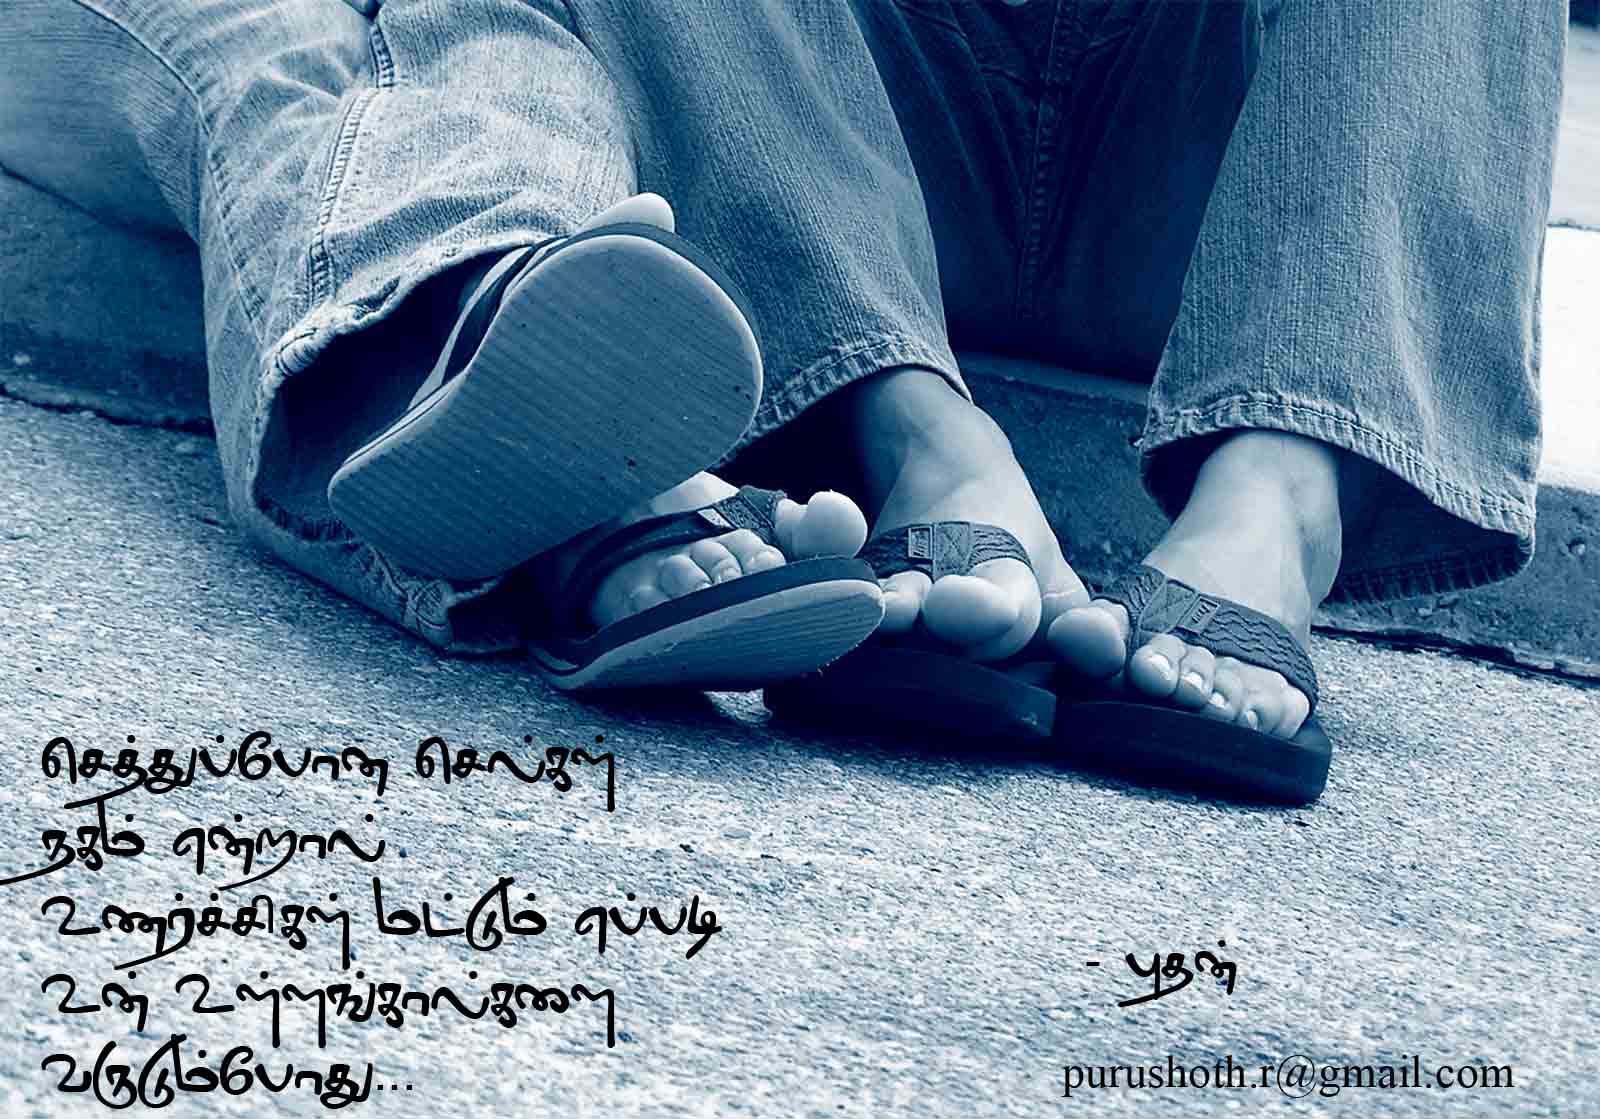 செத்துப்போன செல்கள்
நகம் என்றால்
உணர்ச்சிகள் மட்டும் எப்படி
உன் உள்ளங்கால்களை
வருடும்போது...
- புதன்
purushoth.r@gmail.com